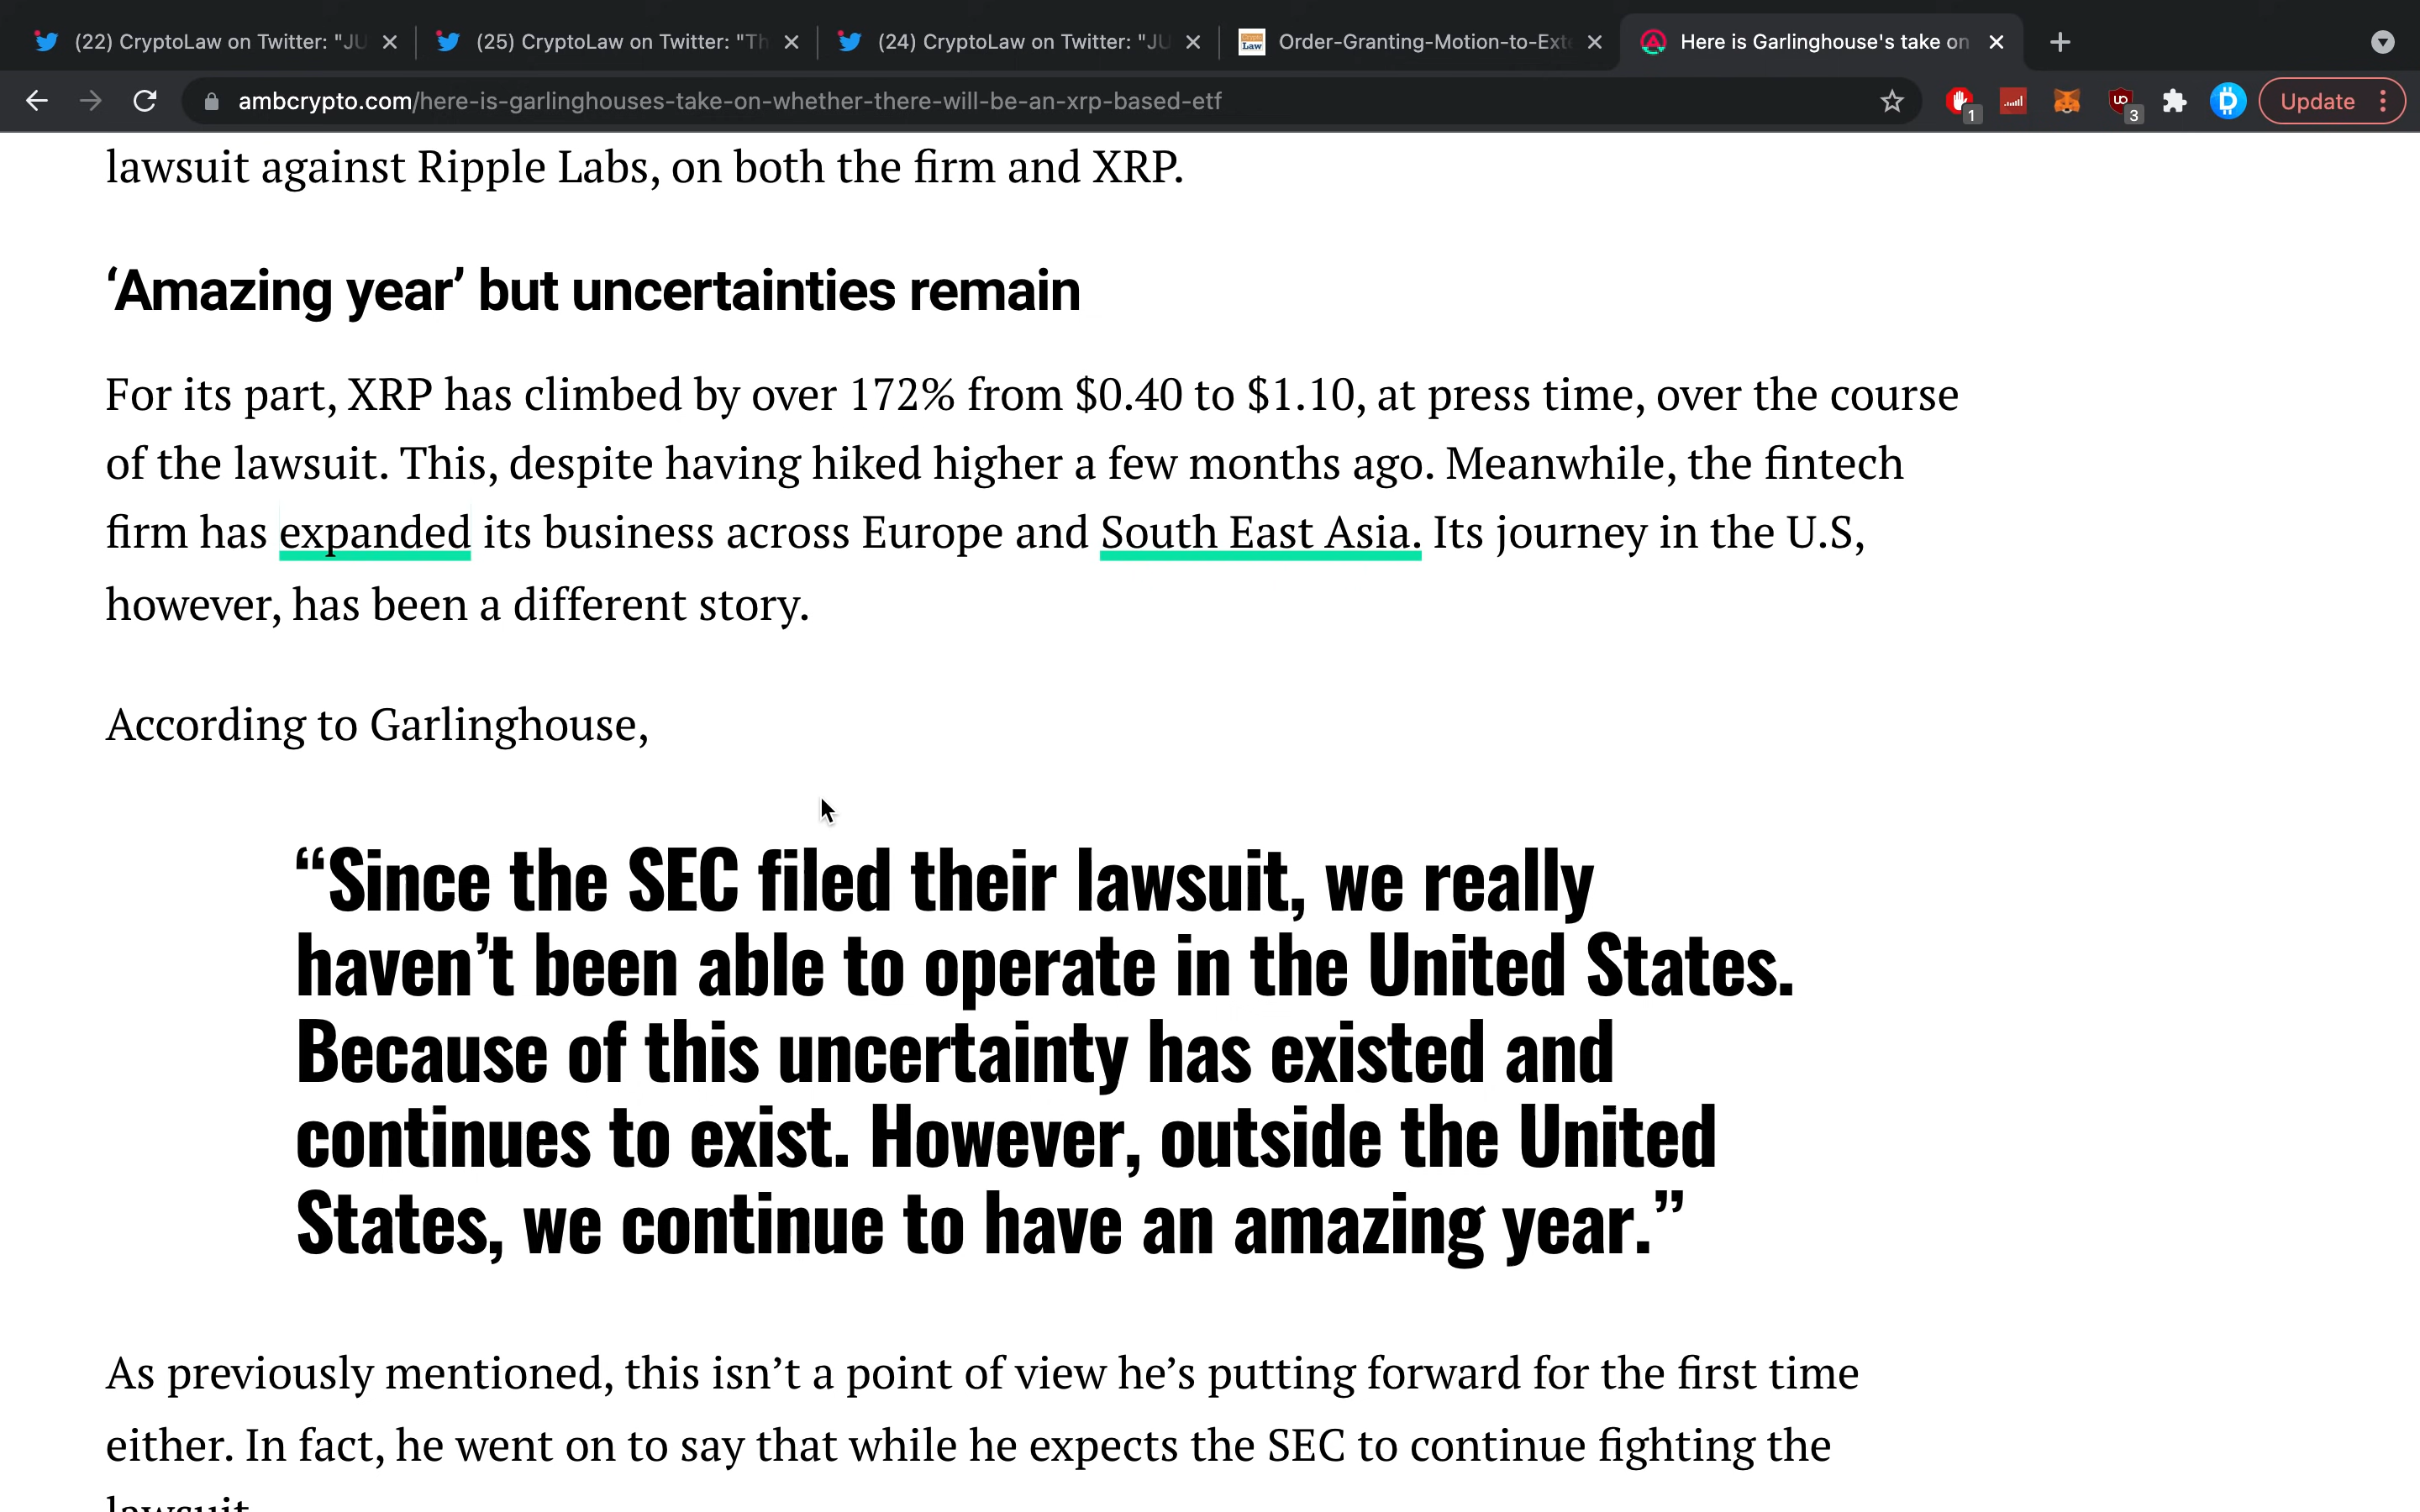 (22) CryptoLaw on Twitter: "JU
(25) CryptoLaw on Twitter: "Th
(24) CryptoLaw on Twitter: "JU
Law
Order-Granting-Motion-to-Exte
Here is Garlinghouse's take on
ambcrypto.com/here-is-garlinghouses-take-on-whether-there-will-be-an-xrp-based-etf
1
3
Update
lawsuit against Ripple Labs, on both the firm and XRP.
‘Amazing year’ but uncertainties remain
For its part, XRP has climbed by over 172% from $0.40 to $1.10, at press time, over the course
of the lawsuit. This, despite having hiked higher a few months ago. Meanwhile, the fintech
firm has expanded its business across Europe and South East Asia. Its journey in the U.S,
however, has been a different story.
According to Garlinghouse,
“Since the SEC filed their lawsuit, we really
haven’t been able to operate in the United States.
Because of this uncertainty has existed and
continues to exist. However, outside the United
States, we continue to have an amazing year.”
As previously mentioned, this isn’t a point of view he’s putting forward for the first time
either. In fact, he went on to say that while he expects the SEC to continue fighting the
lawsuit